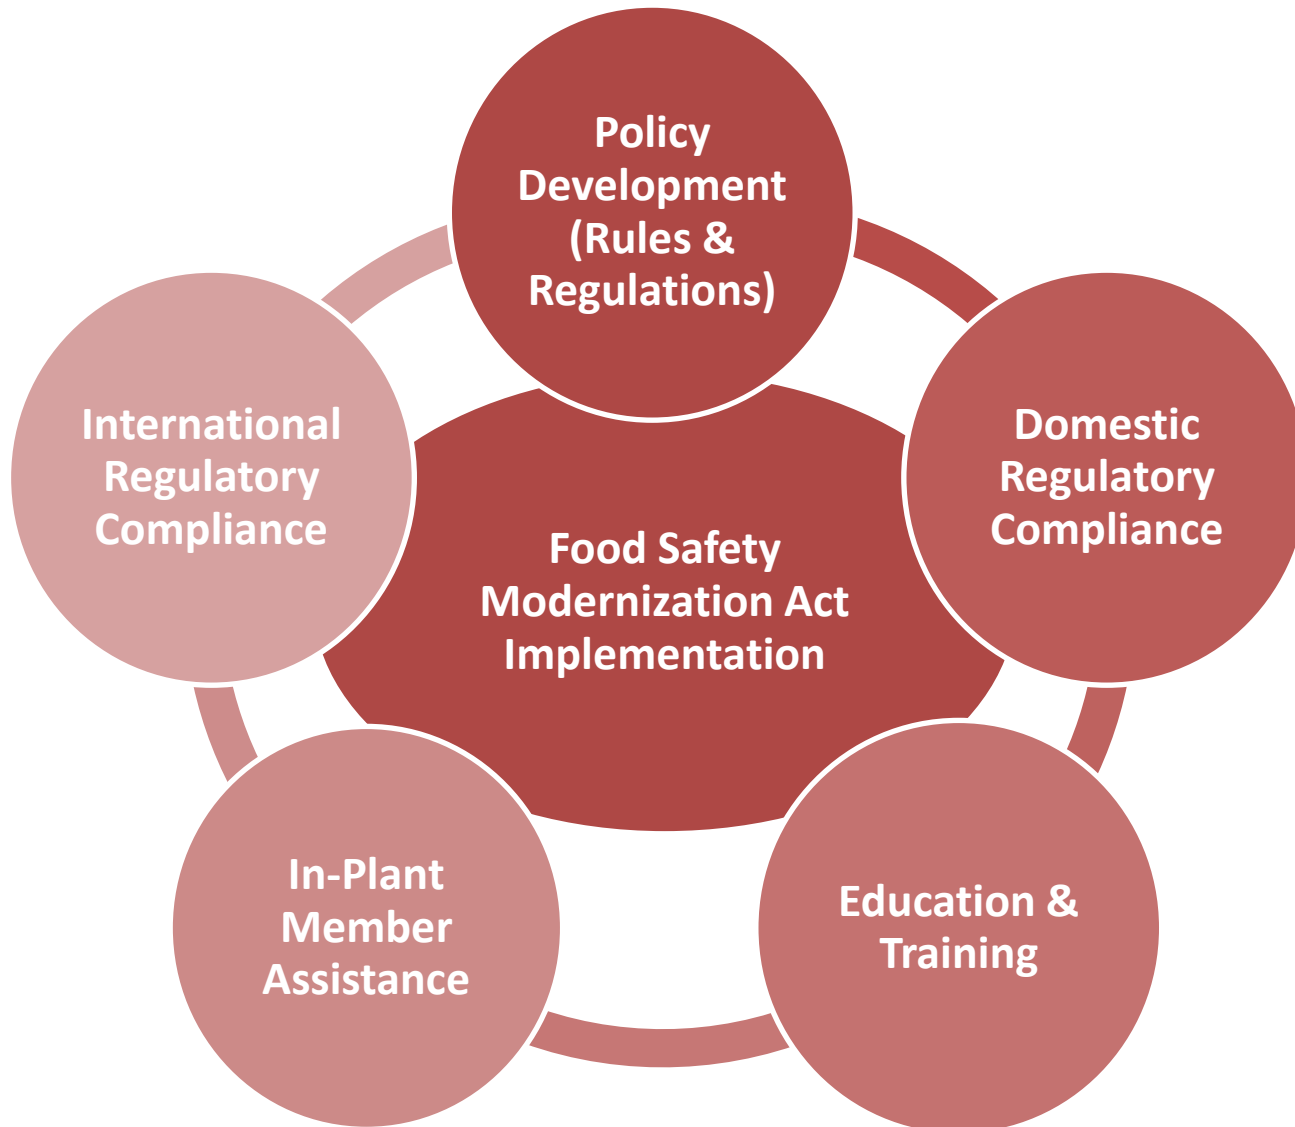 Policy
Development
(Rules &
Regulations)
Domestic
Regulatory
Compliance
Education &
Training
In-Plant
Member
Assistance
International
Regulatory
Compliance
Food Safety
Modernization Act
Implementation